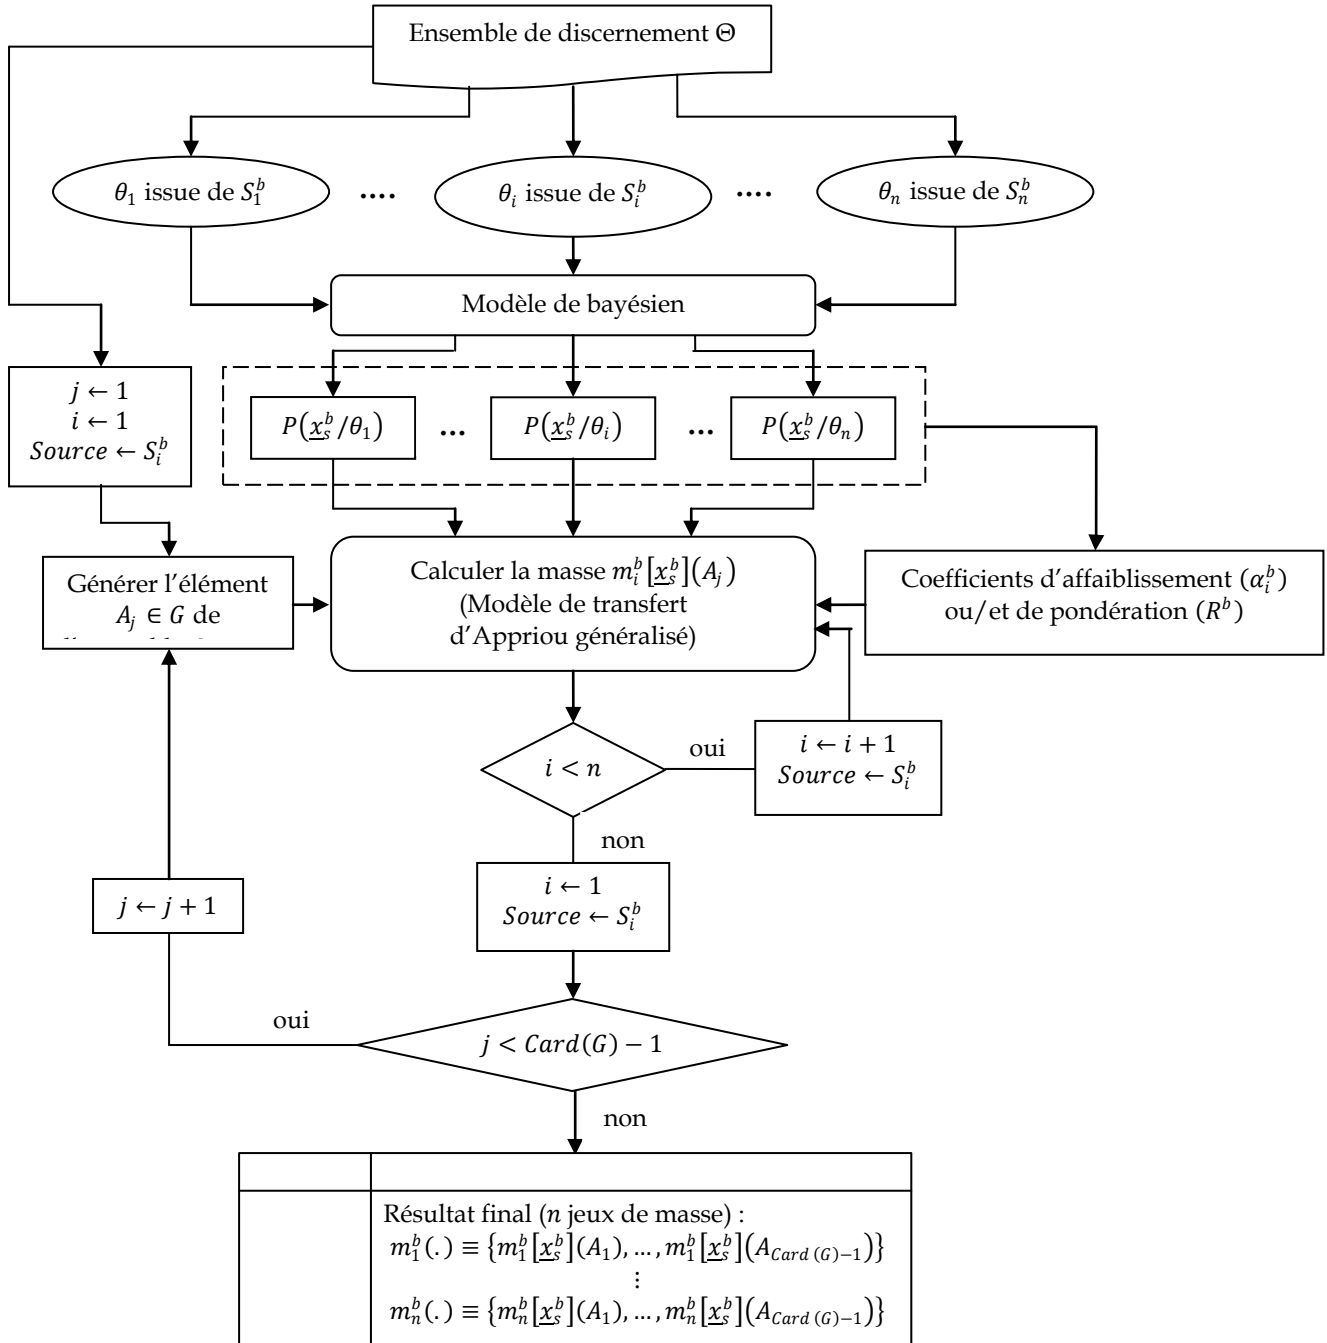 Ensemble de discernement Θ
θ₁ issue de S₁ᵇ
....
θᵢ issue de Sᵢᵇ
....
θₙ issue de Sₙᵇ
Modèle de bayésien
j ← 1
i ← 1
Source ← Sᵢᵇ
P(x̲ₛᵇ/θ₁)
...
P(x̲ₛᵇ/θᵢ)
...
P(x̲ₛᵇ/θₙ)
Générer l'élément
Aⱼ ∈ G de
Calculer la masse mᵢᵇ[x̲ₛᵇ](Aⱼ)
(Modèle de transfert
d'Appriou généralisé)
Coefficients d'affaiblissement (αᵢᵇ)
ou/et de pondération (Rᵇ)
i < n
oui
i ← i + 1
Source ← Sᵢᵇ
non
j ← j + 1
i ← 1
Source ← Sᵢᵇ
oui
j < Card(G) − 1
non
Résultat final (n jeux de masse) :
m₁ᵇ(.) ≡ {m₁ᵇ[x̲ₛᵇ](A₁), … , m₁ᵇ[x̲ₛᵇ](A_{Card (G)−1})}
⋮
mₙᵇ(.) ≡ {mₙᵇ[x̲ₛᵇ](A₁), … , mₙᵇ[x̲ₛᵇ](A_{Card (G)−1})}